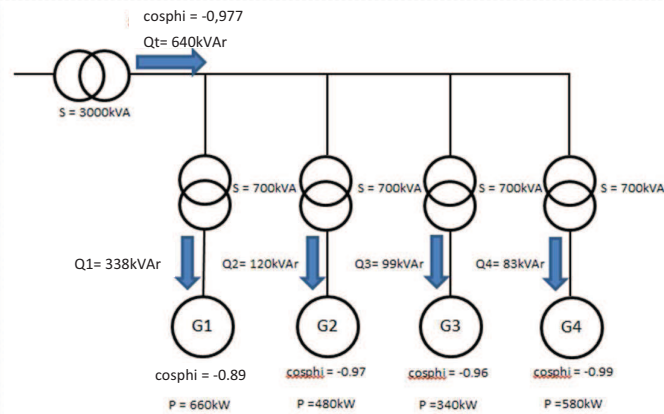 cosphi = -0,977
Qt= 640kVAr
S = 3000kVA
S = 700kVA
S = 700kVA
S = 700kVA
S = 700kVA
Q1= 338kVAr
Q2= 120kVAr
Q3= 99kVAr
Q4= 83kVAr
G1
G2
G3
G4
cosphi = -0.89
cosphi = -0.97
cosphi = -0.96
cosphi = -0.99
P = 660kW
P =480kW
P =340kW
P =580kW